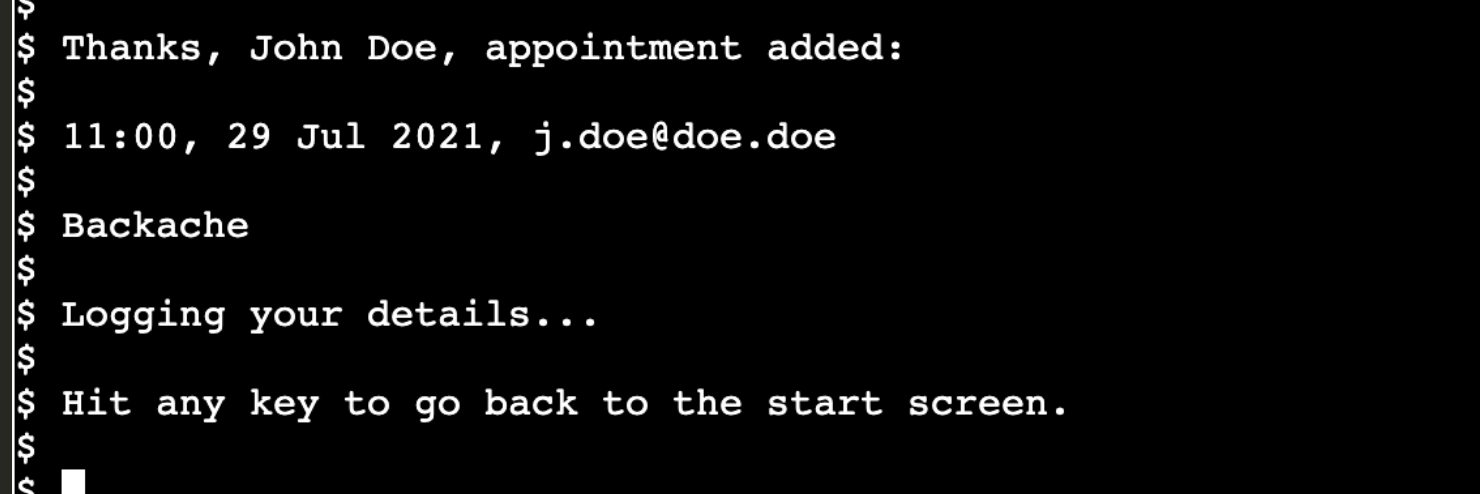 $
$ Thanks, John Doe, appointment added:
$
$ 11:00, 29 Jul 2021, j.doe@doe.doe
$
$ Backache
$
$ Logging your details...
$
$ Hit any key to go back to the start screen.
$
$